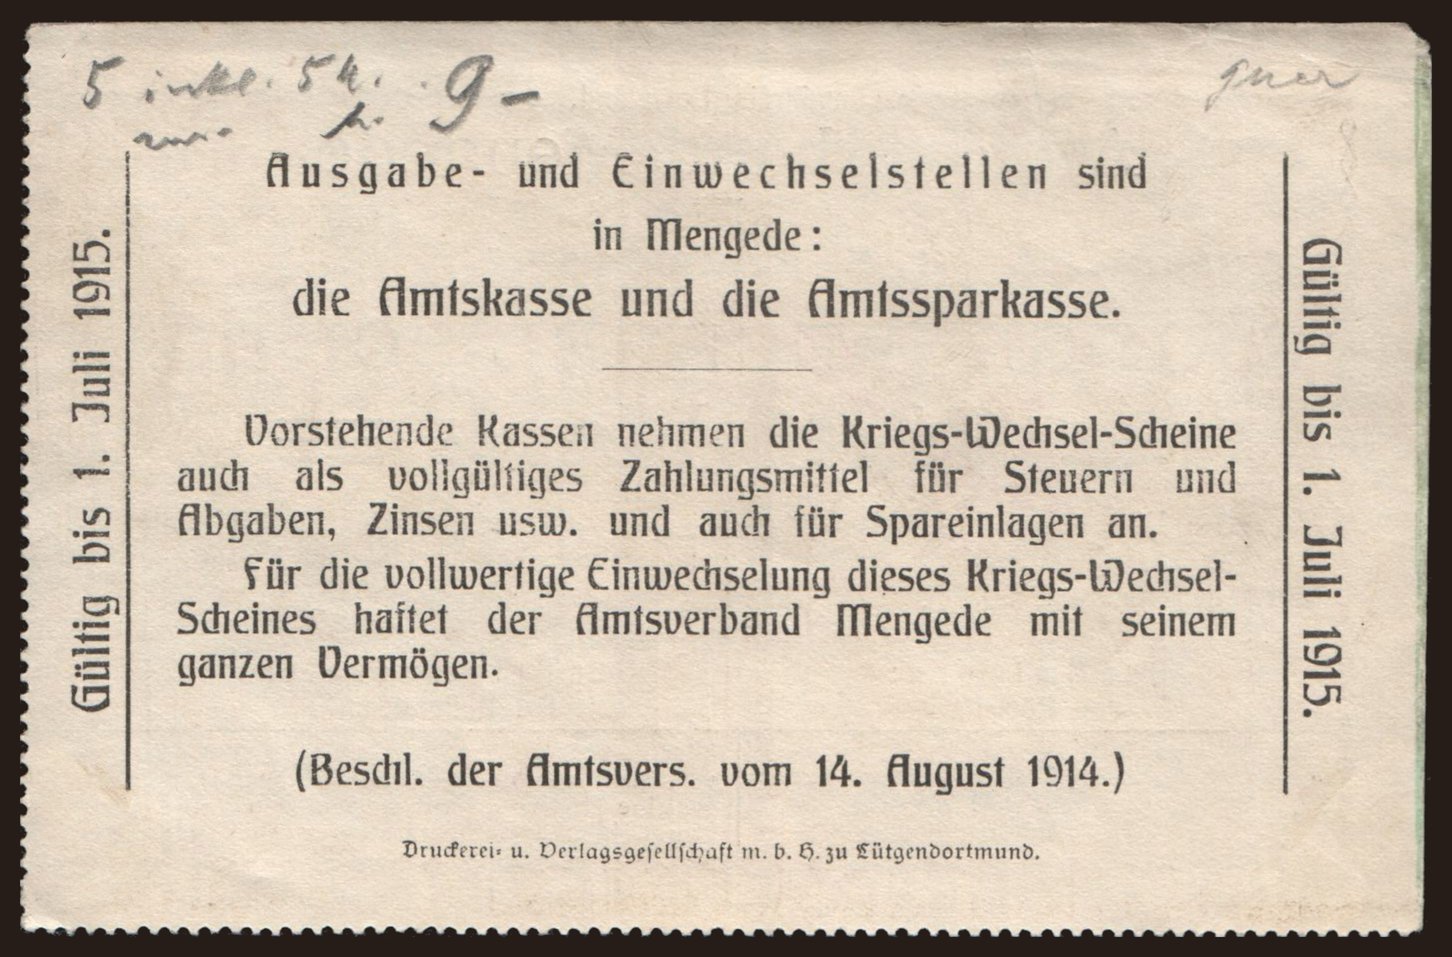 5 inkl. 5 9 -
Ausgabe- und Einwechselstellen sind
in Mengede:
die Amtskasse und die Amtssparkasse.
Vorstehende Kassen nehmen die Kriegs-Wechsel-Scheine
auch als vollgültiges Zahlungsmittel für Steuern und
Abgaben, Zinsen usw. und auch für Spareinlagen an.
Für die vollwertige Einwechselung dieses Kriegs-Wechsel-
Scheines haftet der Amtsverband Mengede mit seinem
ganzen Vermögen.
(Beschl. der Amtsvers. vom 14. August 1914.)
Druckerei- u. Verlagsgesellschaft m. b. H. zu Lütgendortmund.
Gültig bis 1. Juli 1915.
Gültig bis 1. Juli 1915.